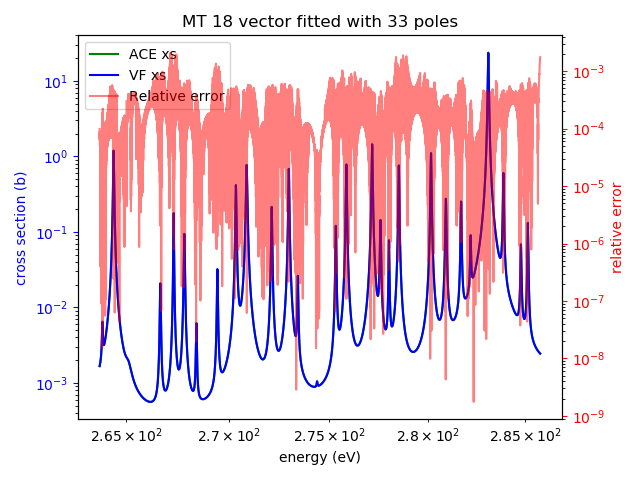 MT 18 vector fitted with 33 poles
ACE xs
VF xs
Relative error
10¹
10⁰
10⁻¹
10⁻²
10⁻³
cross section (b)
10⁻³
10⁻⁴
10⁻⁵
10⁻⁶
10⁻⁷
10⁻⁸
10⁻⁹
relative error
2.65 × 10² 2.7 × 10² 2.75 × 10² 2.8 × 10² 2.85 × 10²
energy (eV)